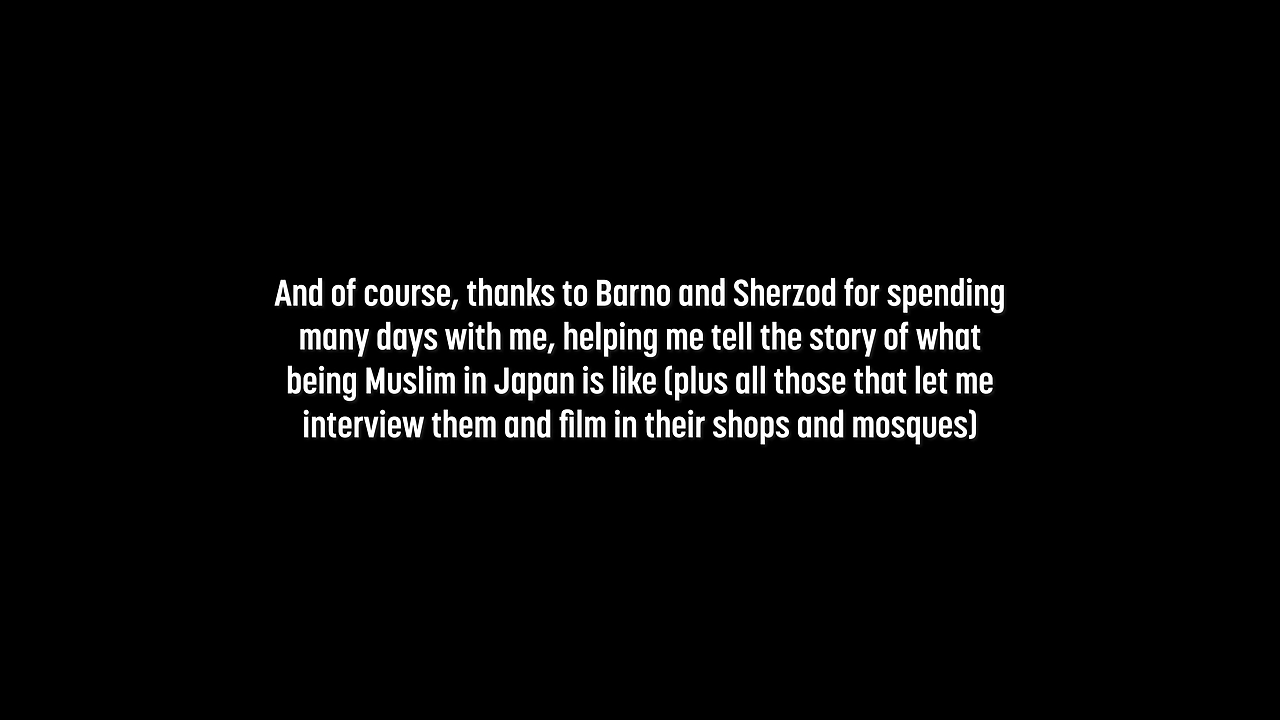 And of course, thanks to Barno and Sherzod for spending
many days with me, helping me tell the story of what
being Muslim in Japan is like (plus all those that let me
interview them and film in their shops and mosques)